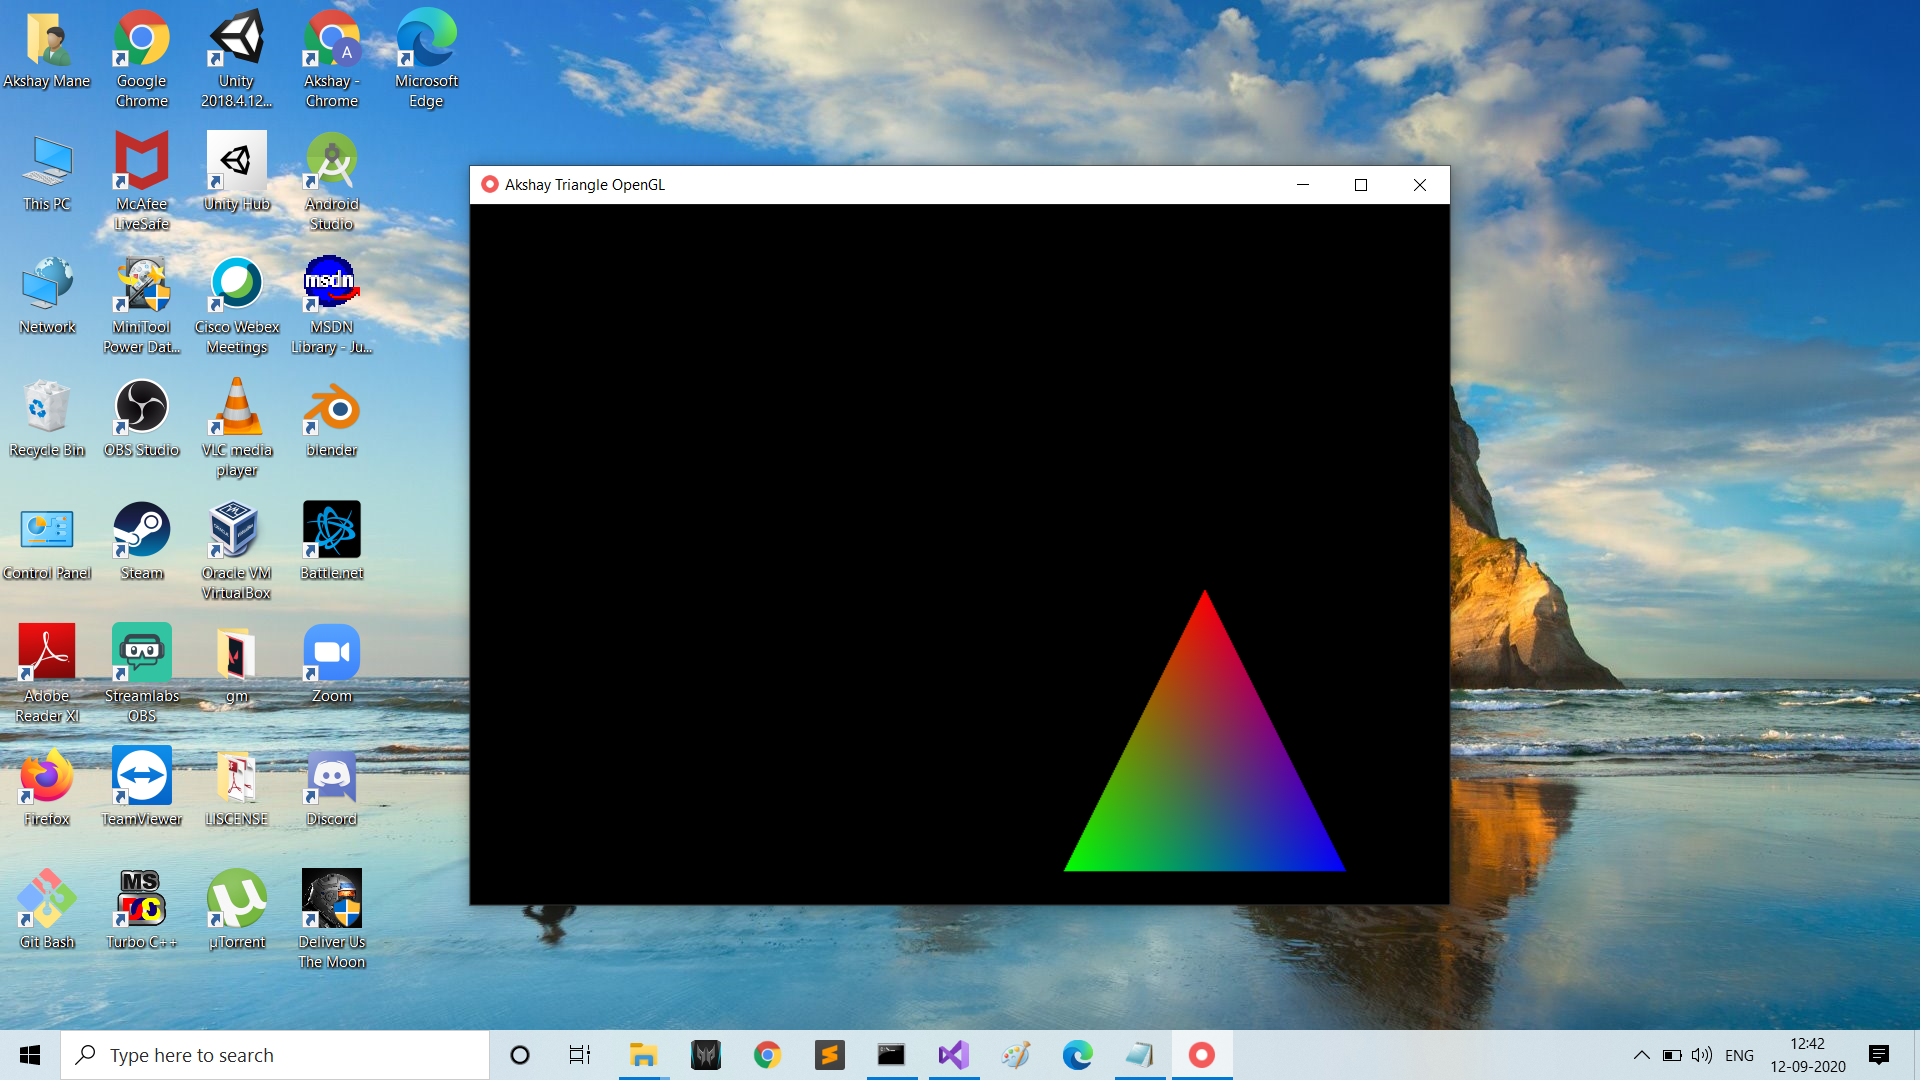 Akshay Mane
Google
Chrome
Unity
2018.4.12...
A
Akshay -
Chrome
Microsoft
Edge
This PC
McAfee
LiveSafe
Unity Hub
Android
Studio
Network
MiniTool
Power Dat...
Cisco Webex
Meetings
msdn
MSDN
Library - Ju...
Recycle Bin
OBS Studio
VLC media
player
blender
Control Panel
Steam
Oracle VM
VirtualBox
Battle.net
Adobe
Reader XI
Streamlabs
OBS
gm
Zoom
Firefox
TeamViewer
LISCENSE
Discord
Git Bash
MS
Turbo C++
µTorrent
Deliver Us
The Moon
Akshay Triangle OpenGL
Type here to search
ENG
12:42
12-09-2020